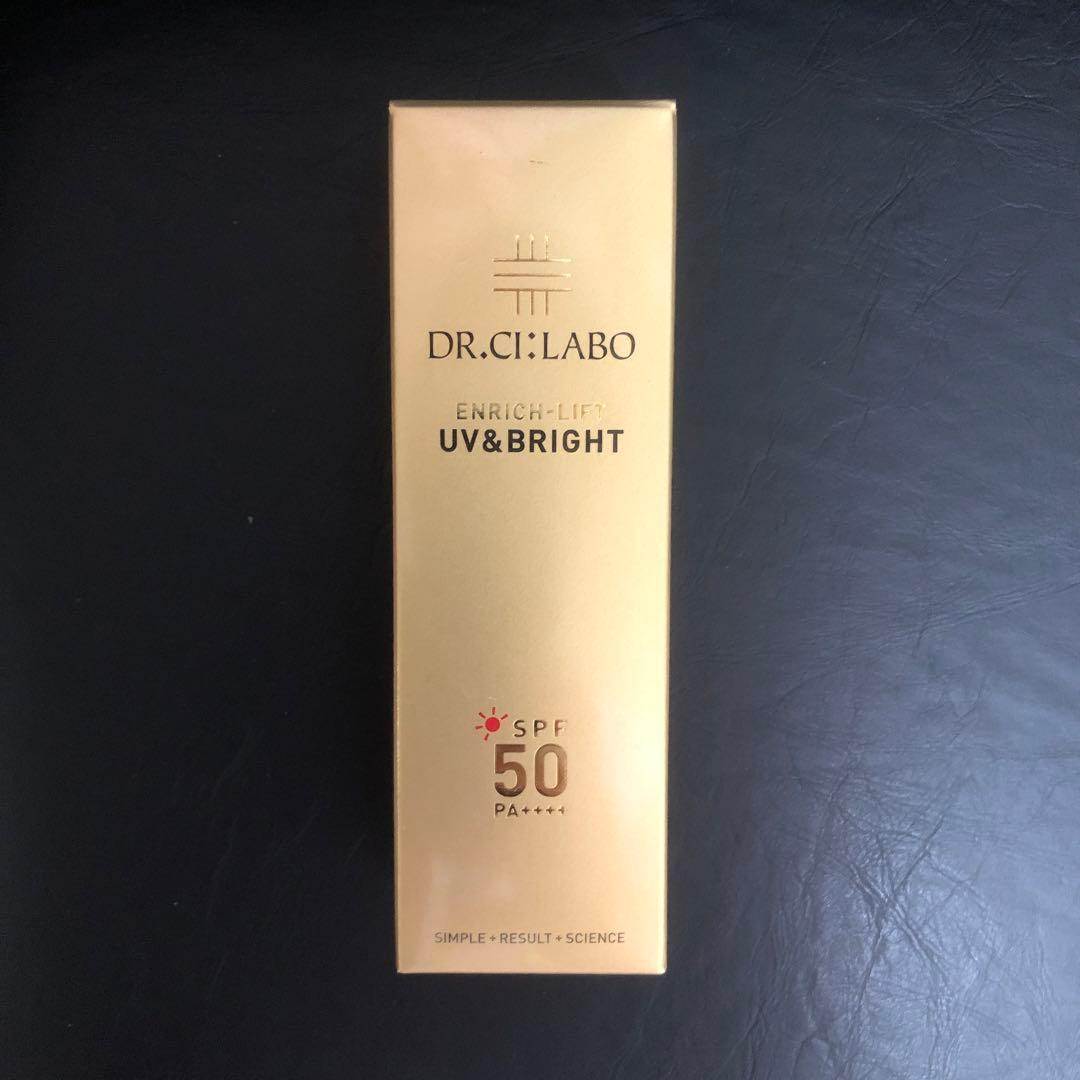 DR.CI:LABO
ENRICH-LIFT
UV&BRIGHT
SPF
50
PA++++
SIMPLE+RESULT+SCIENCE